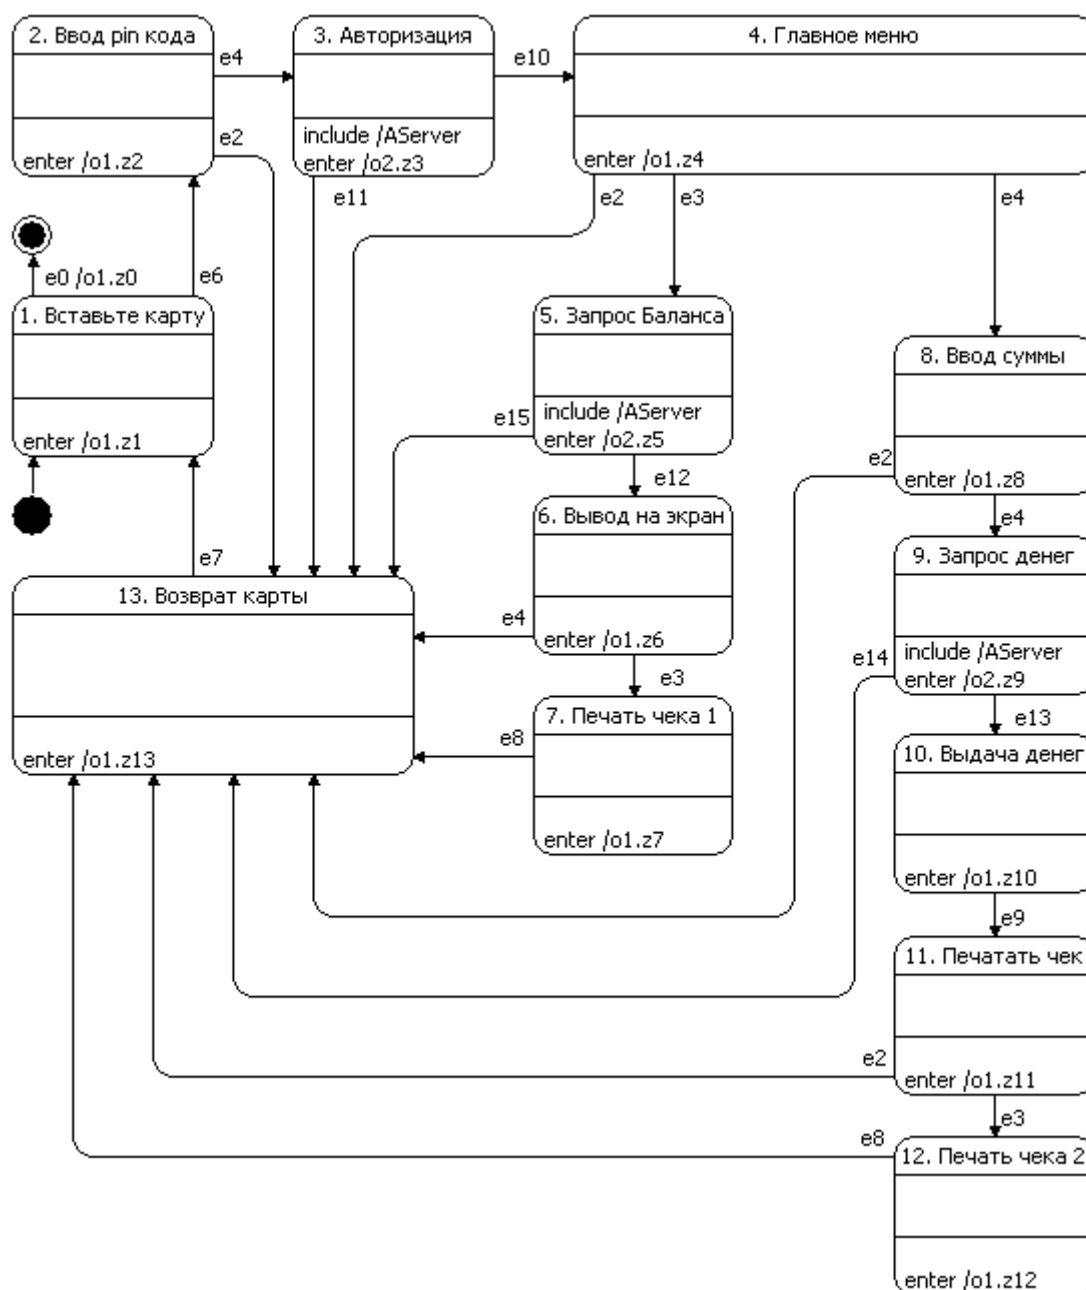 2. Ввод pin кода
enter /o1.z2
e4
e2
3. Авторизация
include /AServer
enter /o2.z3
e10
e11
4. Главное меню
enter /o1.z4
e2
e3
e4
e0 /o1.z0
e6
1. Вставьте карту
enter /o1.z1
5. Запрос Баланса
include /AServer
enter /o2.z5
e15
e12
8. Ввод суммы
enter /o1.z8
e2
e4
6. Вывод на экран
enter /o1.z6
e4
e3
9. Запрос денег
include /AServer
enter /o2.z9
e14
e13
e7
13. Возврат карты
enter /o1.z13
7. Печать чека 1
enter /o1.z7
e8
10. Выдача денег
enter /o1.z10
e9
11. Печатать чек
enter /o1.z11
e2
e3
12. Печать чека 2
enter /o1.z12
e8